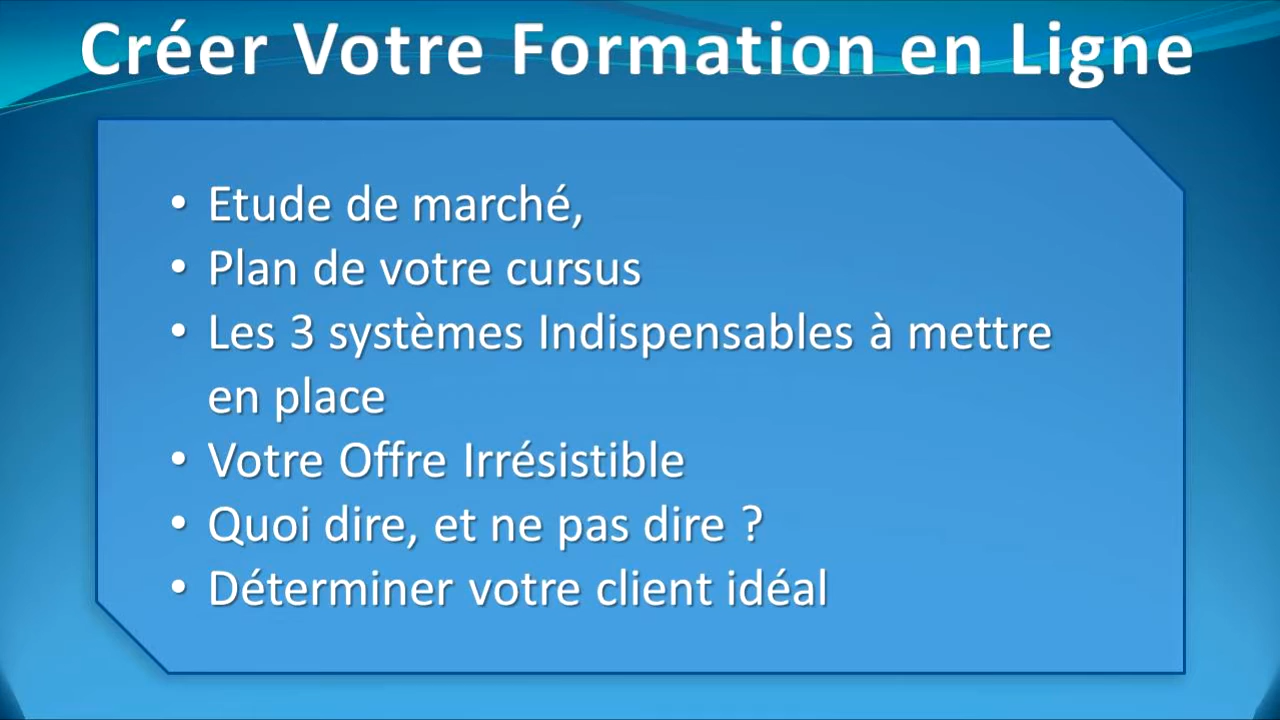 Créer Votre Formation en Ligne
• Etude de marché,
• Plan de votre cursus
• Les 3 systèmes Indispensables à mettre
en place
• Votre Offre Irrésistible
• Quoi dire, et ne pas dire ?
• Déterminer votre client idéal